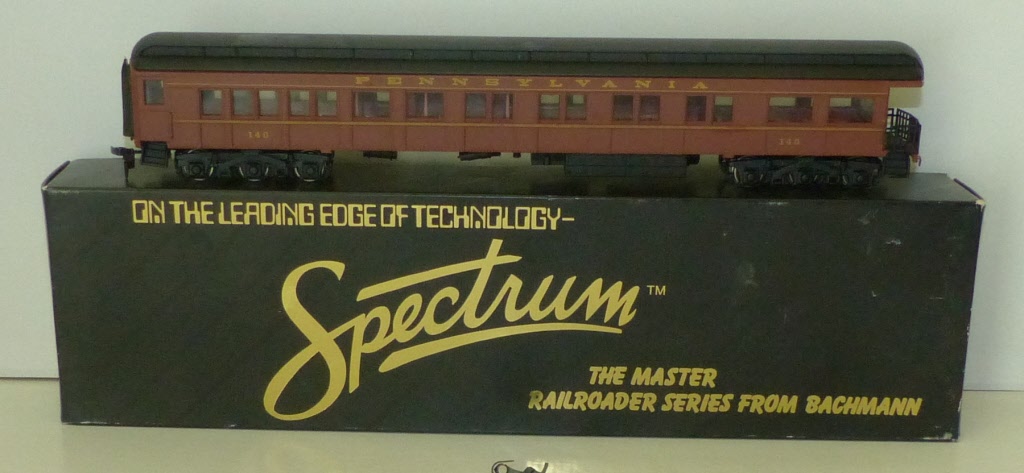 PENNSYLVANIA
140 140
ON THE LEADING EDGE OF TECHNOLOGY-
Spectrum™
THE MASTER
RAILROADER SERIES FROM BACHMANN